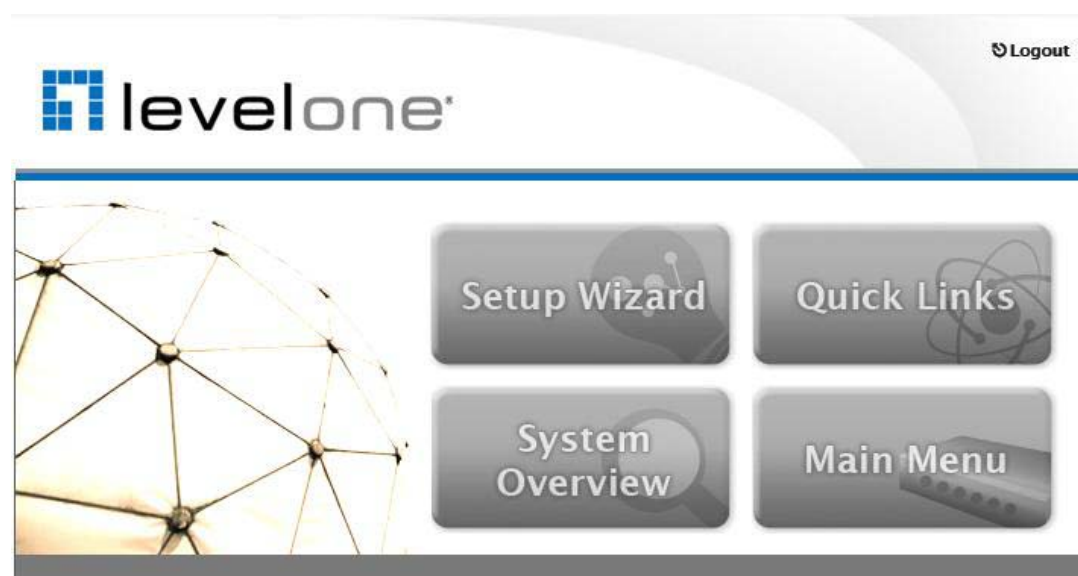 Logout
levelone®
Setup Wizard
Quick Links
System
Overview
Main Menu